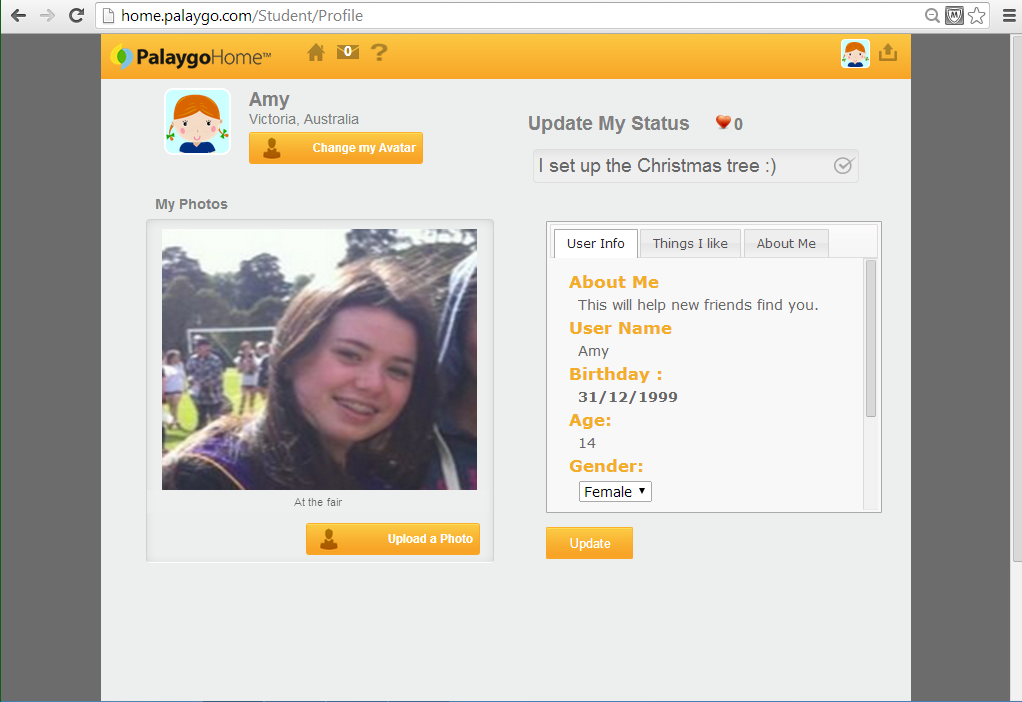 home.palaygo.com/Student/Profile
PalaygoHome™
0
?
Amy
Victoria, Australia
Change my Avatar
Update My Status
0
I set up the Christmas tree :)
My Photos
At the fair
Upload a Photo
User Info
Things I like
About Me
About Me
This will help new friends find you.
User Name
Amy
Birthday :
31/12/1999
Age:
14
Gender:
Female
Update